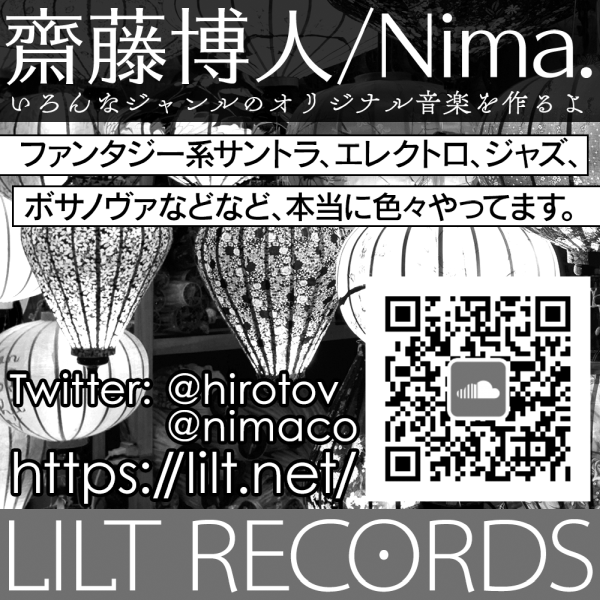 齋藤博人/Nima.
いろんなジャンルのオリジナル音楽を作るよ
ファンタジー系サントラ、エレクトロ、ジャズ、
ボサノヴァなどなど、本当に色々やってます。
Twitter: @hirotov
@nimaco
https://lilt.net/
LILT RECORDS